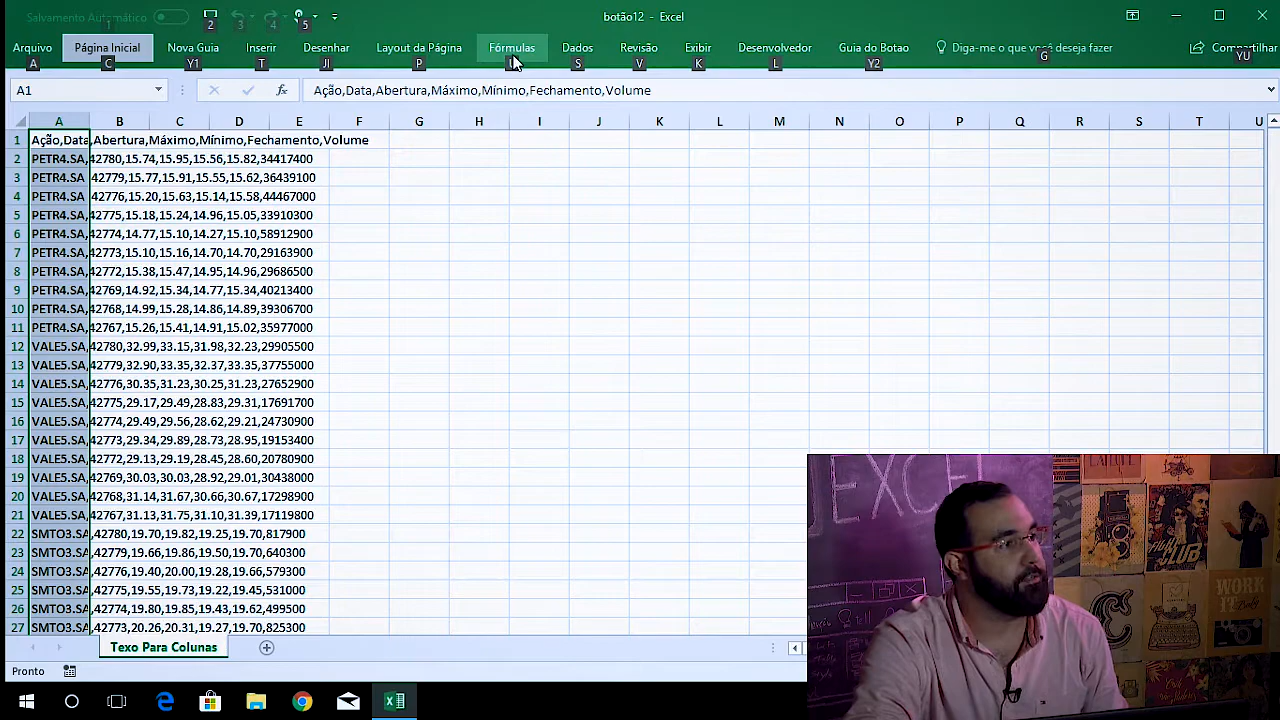 Salvamento Automático
botão12 - Excel
1 2 3 4 5
Arquivo Página Inicial Nova Guia Inserir Desenhar Layout da Página Fórmulas Dados Revisão Exibir Desenvolvedor Guia do Botao Diga-me o que você deseja fazer Compartilhar
A C Y1 T JI P S V K L Y2 G YU
A1 fx Ação,Data,Abertura,Máximo,Mínimo,Fechamento,Volume
A B C D E F G H I J K L M N O P Q R S T U
1 Ação,Data,Abertura,Máximo,Mínimo,Fechamento,Volume
2 PETR4.SA,42780,15.74,15.95,15.56,15.82,34417400
3 PETR4.SA,42779,15.77,15.91,15.55,15.62,36439100
4 PETR4.SA,42776,15.20,15.63,15.14,15.58,44467000
5 PETR4.SA,42775,15.18,15.24,14.96,15.05,33910300
6 PETR4.SA,42774,14.77,15.10,14.27,15.10,58912900
7 PETR4.SA,42773,15.10,15.16,14.70,14.70,29163900
8 PETR4.SA,42772,15.38,15.47,14.95,14.96,29686500
9 PETR4.SA,42769,14.92,15.34,14.77,15.34,40213400
10 PETR4.SA,42768,14.99,15.28,14.86,14.89,39306700
11 PETR4.SA,42767,15.26,15.41,14.91,15.02,35977000
12 VALE5.SA,42780,32.99,33.15,31.98,32.23,29905500
13 VALE5.SA,42779,32.90,33.35,32.37,33.35,37755000
14 VALE5.SA,42776,30.35,31.23,30.25,31.23,27652900
15 VALE5.SA,42775,29.17,29.49,28.83,29.31,17691700
16 VALE5.SA,42774,29.49,29.56,28.62,29.21,24730900
17 VALE5.SA,42773,29.34,29.89,28.73,28.95,19153400
18 VALE5.SA,42772,29.13,29.19,28.45,28.60,20780900
19 VALE5.SA,42769,30.03,30.03,28.92,29.01,30438000
20 VALE5.SA,42768,31.14,31.67,30.66,30.67,17298900
21 VALE5.SA,42767,31.13,31.75,31.10,31.39,17119800
22 SMTO3.SA,42780,19.70,19.82,19.25,19.70,817900
23 SMTO3.SA,42779,19.66,19.86,19.50,19.70,640300
24 SMTO3.SA,42776,19.40,20.00,19.28,19.66,579300
25 SMTO3.SA,42775,19.55,19.73,19.22,19.45,531000
26 SMTO3.SA,42774,19.80,19.85,19.43,19.62,499500
27 SMTO3.SA,42773,20.26,20.31,19.27,19.70,825300
Texo Para Colunas
Pronto
EXCEL
CLUB
WORK
IT